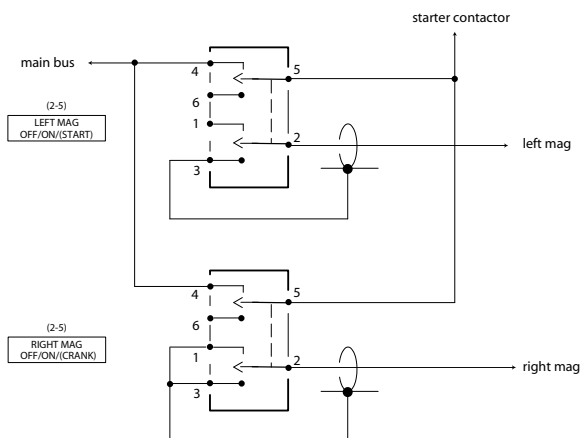 starter contactor
main bus
4
5
6
(2-5)
LEFT MAG
OFF/ON/(START)
1
2
left mag
3
4
5
6
(2-5)
RIGHT MAG
OFF/ON/(CRANK)
1
2
right mag
3